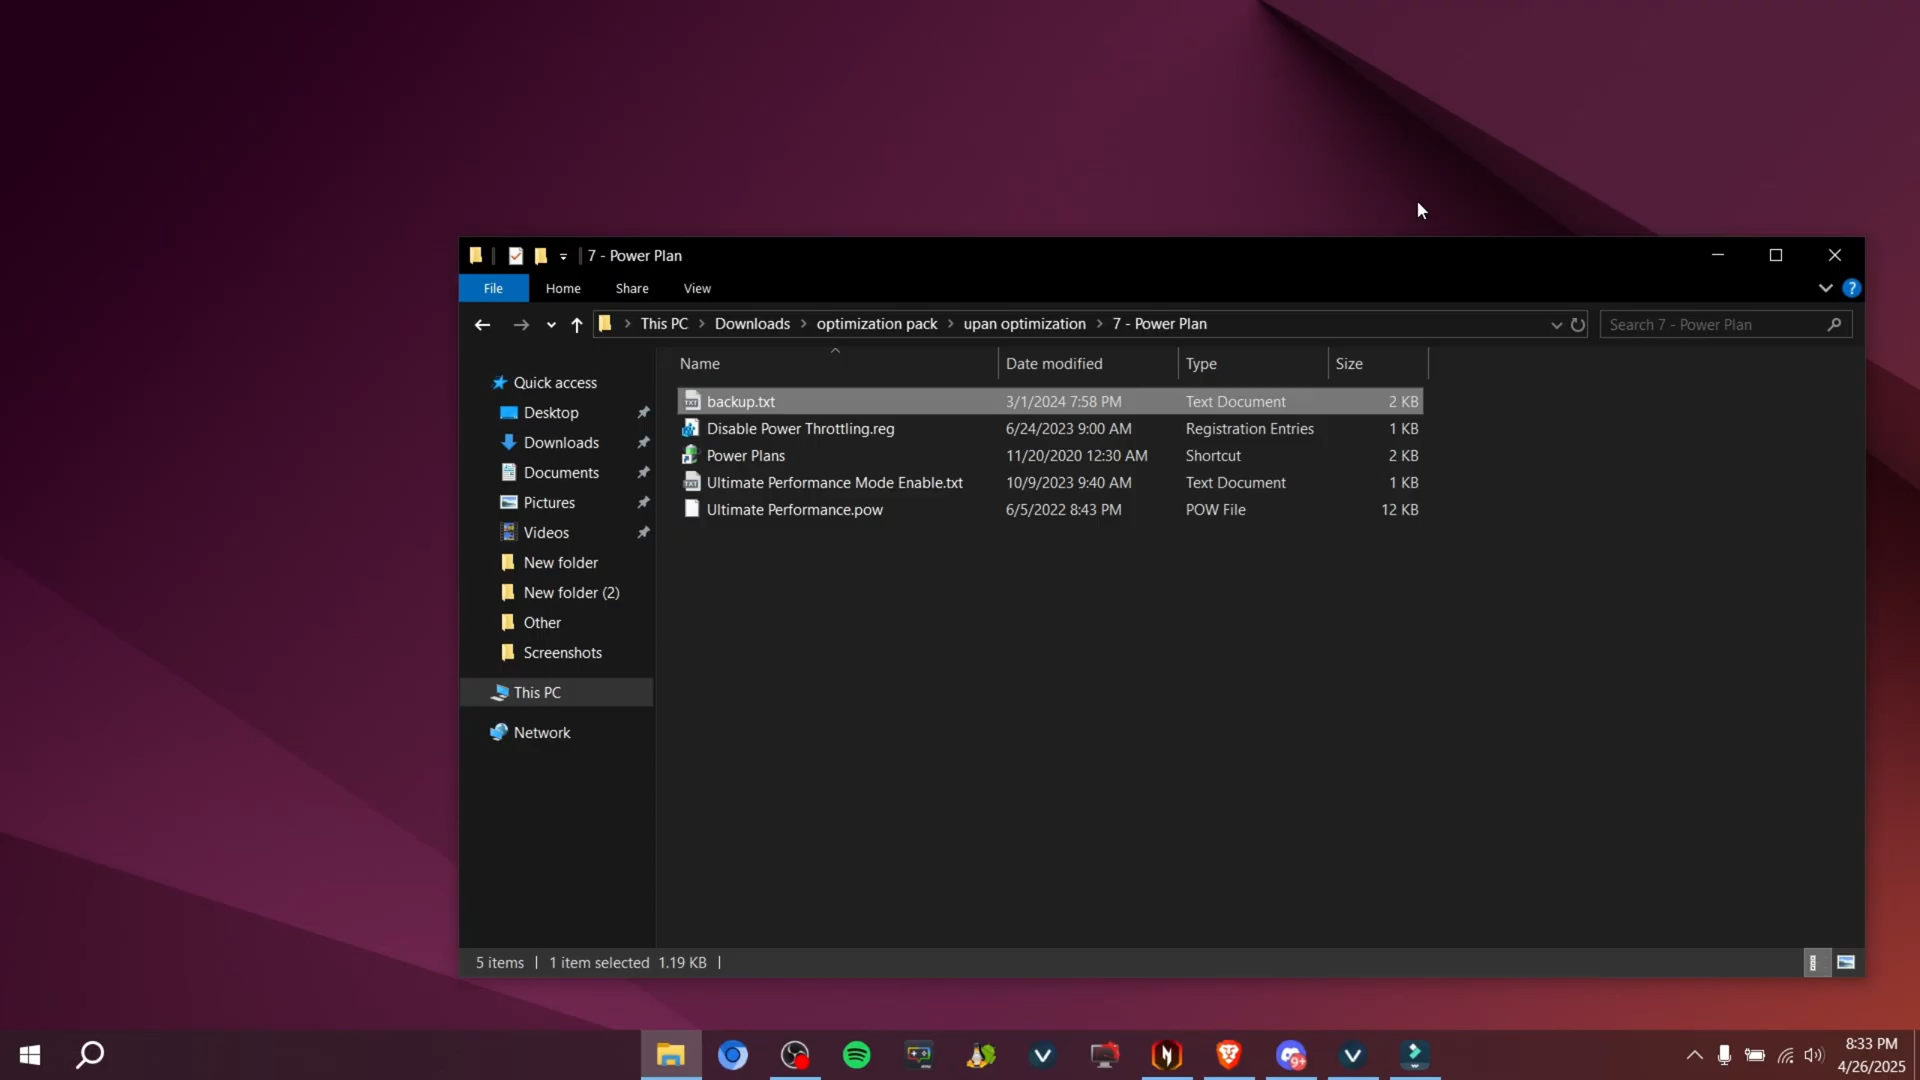 7 - Power Plan
File Home Share View
This PC Downloads optimization pack upan optimization 7 - Power Plan
Search 7 - Power Plan
Name Date modified Type Size
backup.txt 3/1/2024 7:58 PM Text Document 2 KB
Disable Power Throttling.reg 6/24/2023 9:00 AM Registration Entries 1 KB
Power Plans 11/20/2020 12:30 AM Shortcut 2 KB
Ultimate Performance Mode Enable.txt 10/9/2023 9:40 AM Text Document 1 KB
Ultimate Performance.pow 6/5/2022 8:43 PM POW File 12 KB
Quick access
Desktop
Downloads
Documents
Pictures
Videos
New folder
New folder (2)
Other
Screenshots
This PC
Network
5 items 1 item selected 1.19 KB
9+
8:33 PM
4/26/2025